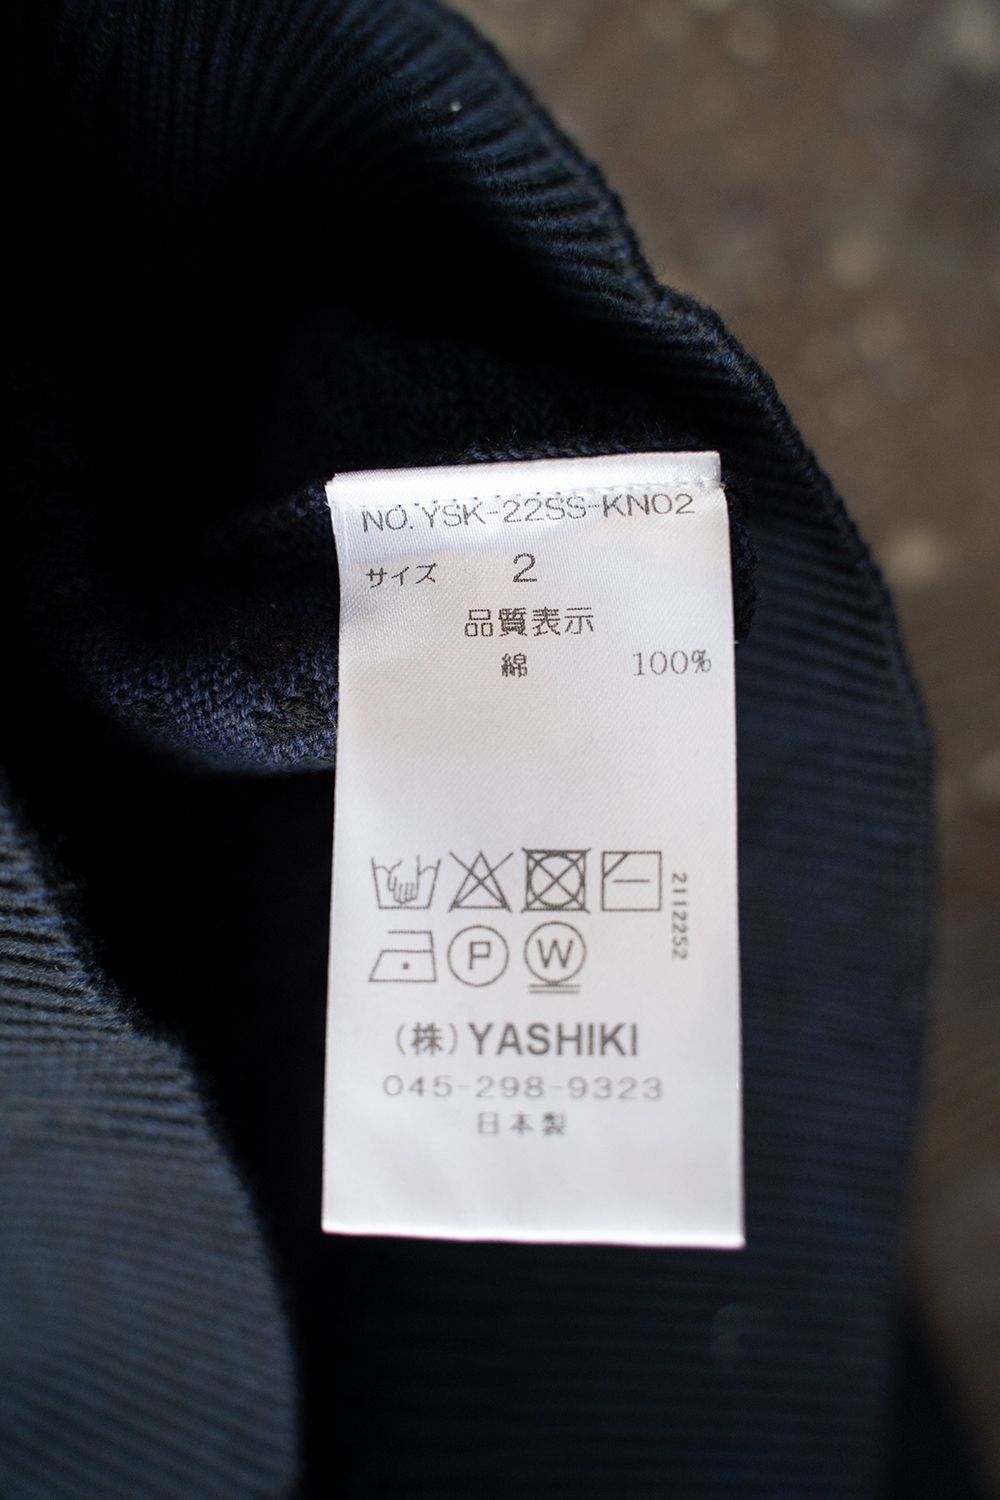 NO.YSK-22SS-KN02
サイズ 2
品質表示
綿 100%
2112252
P W
(株)YASHIKI
045-298-9323
日本製